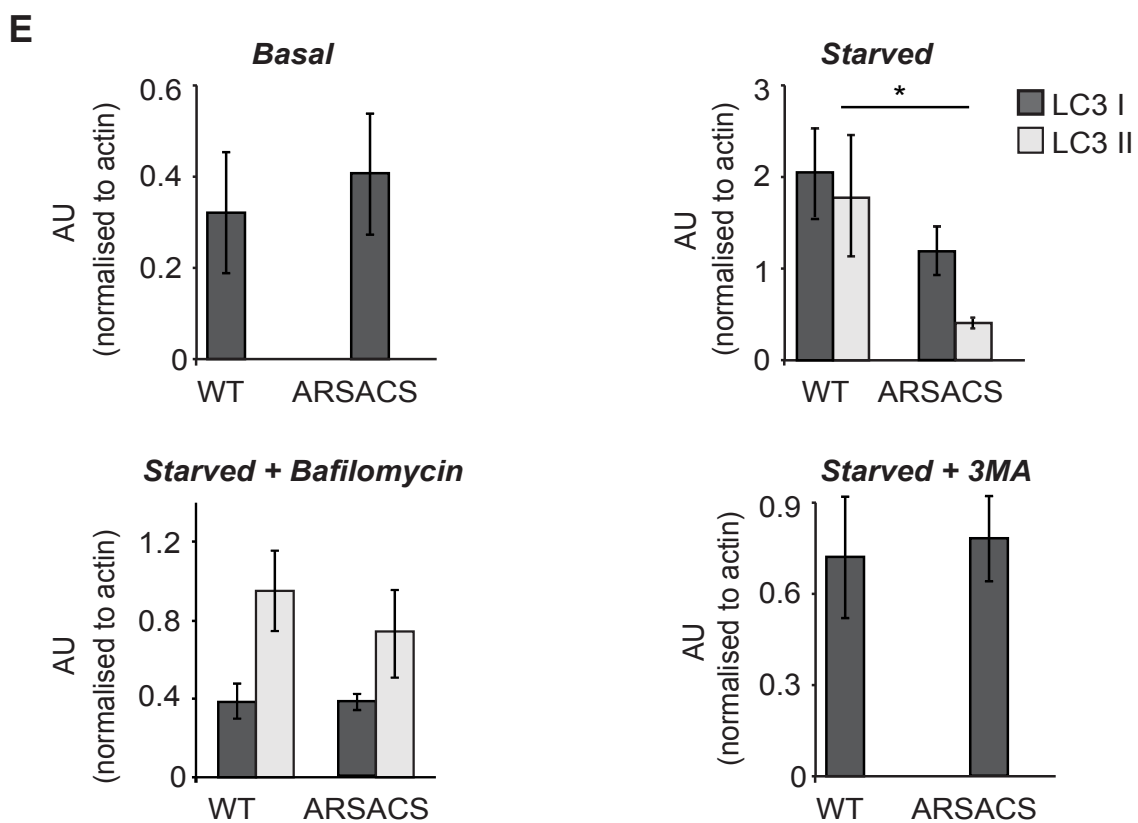 E
Basal
0.6
0.4
0.2
0
AU
(normalised to actin)
WT ARSACS
Starved
3
2
1
0
AU
(normalised to actin)
*
LC3 I
LC3 II
WT ARSACS
Starved + Bafilomycin
1.2
0.8
0.4
0
AU
(normalised to actin)
WT ARSACS
Starved + 3MA
0.9
0.6
0.3
0
AU
(normalised to actin)
WT ARSACS